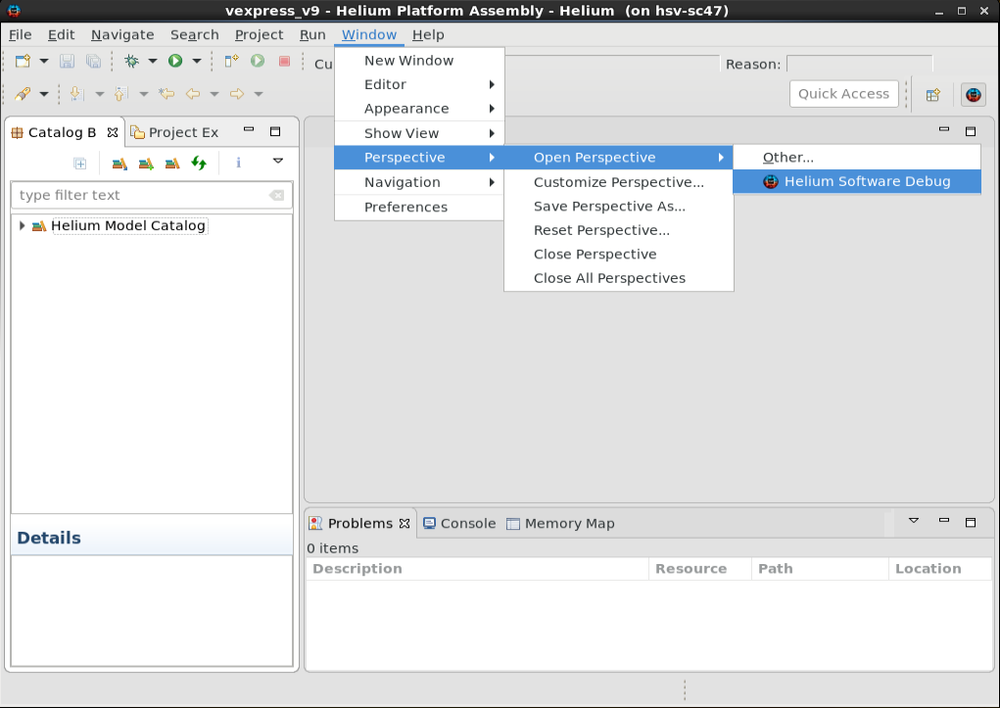 vexpress_v9 - Helium Platform Assembly - Helium (on hsv-sc47)
File Edit Navigate Search Project Run Window Help
Cu
Reason:
Quick Access
New Window
Editor
Appearance
Show View
Perspective
Navigation
Preferences
Open Perspective
Customize Perspective...
Save Perspective As...
Reset Perspective...
Close Perspective
Close All Perspectives
Other...
Helium Software Debug
Catalog B Project Ex
type filter text
Helium Model Catalog
Details
Problems Console Memory Map
0 items
Description Resource Path Location